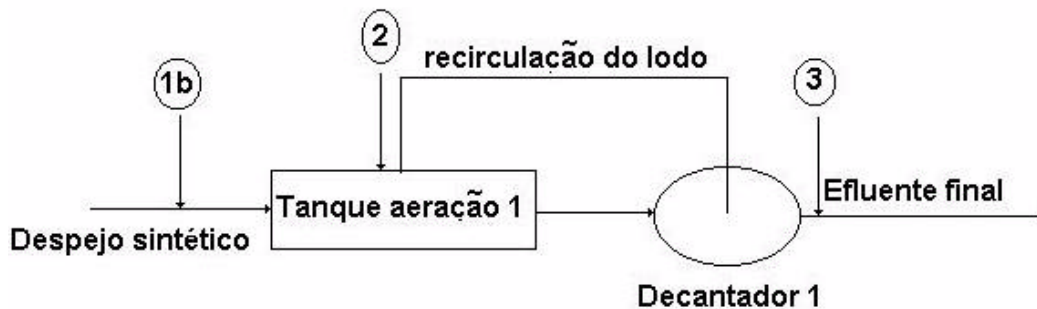 2
recirculação do lodo
1b
3
Tanque aeração 1
Efluente final
Despejo sintético
Decantador 1